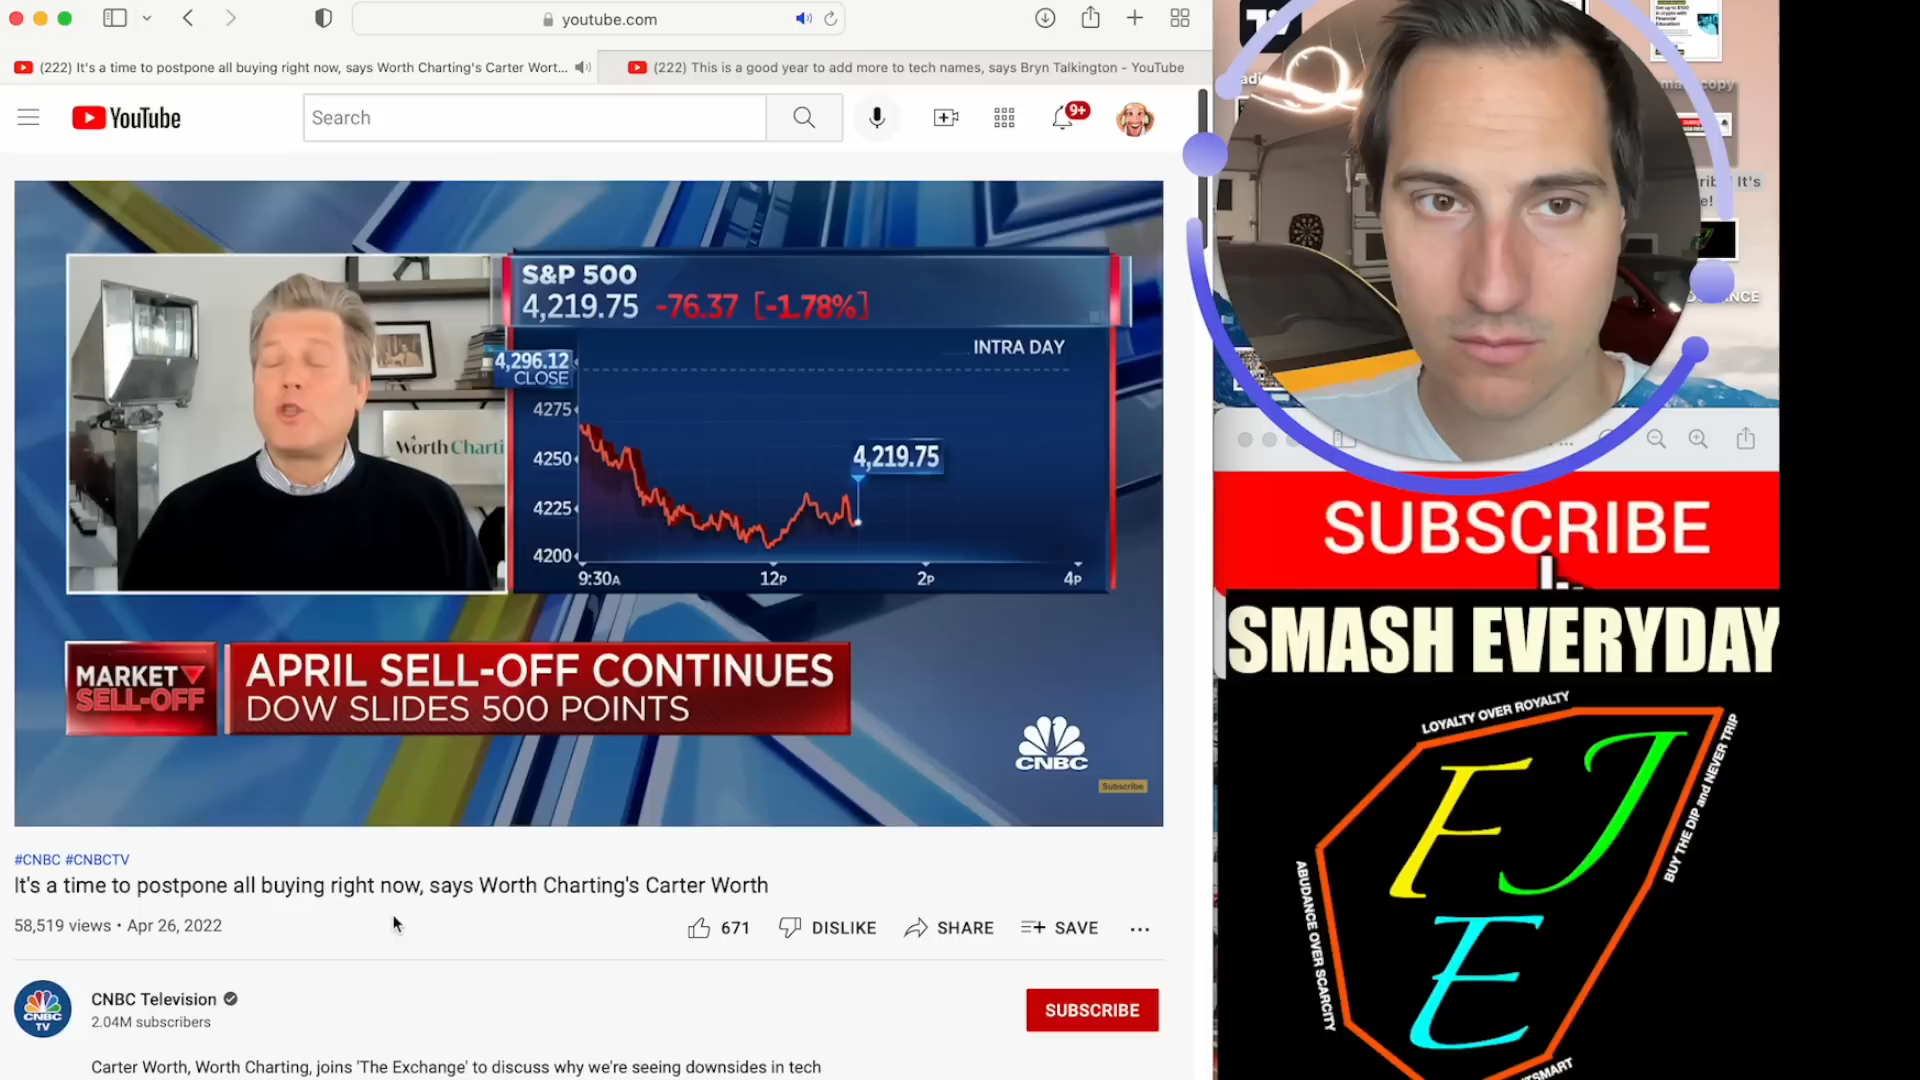 youtube.com
(222) It's a time to postpone all buying right now, says Worth Charting's Carter Wort...
(222) This is a good year to add more to tech names, says Bryn Talkington - YouTube
YouTube
Search
9+
S&P 500
4,219.75 -76.37 [-1.78%]
INTRA DAY
4,296.12
CLOSE
4275
4250
4225
4200
4,219.75
9:30A 12P 2P 4P
Worth Charti
MARKET
SELL-OFF
APRIL SELL-OFF CONTINUES
DOW SLIDES 500 POINTS
CNBC
Subscribe
#CNBC #CNBCTV
It's a time to postpone all buying right now, says Worth Charting's Carter Worth
58,519 views • Apr 26, 2022
671 DISLIKE SHARE SAVE ...
CNBC
TV
CNBC Television
2.04M subscribers
SUBSCRIBE
Carter Worth, Worth Charting, joins 'The Exchange' to discuss why we're seeing downsides in tech
SUBSCRIBE
SMASH EVERYDAY
LOYALTY OVER ROYALTY
BUY THE DIP and NEVER TRIP
ABUDANCE OVER SCARCITY
F J
E